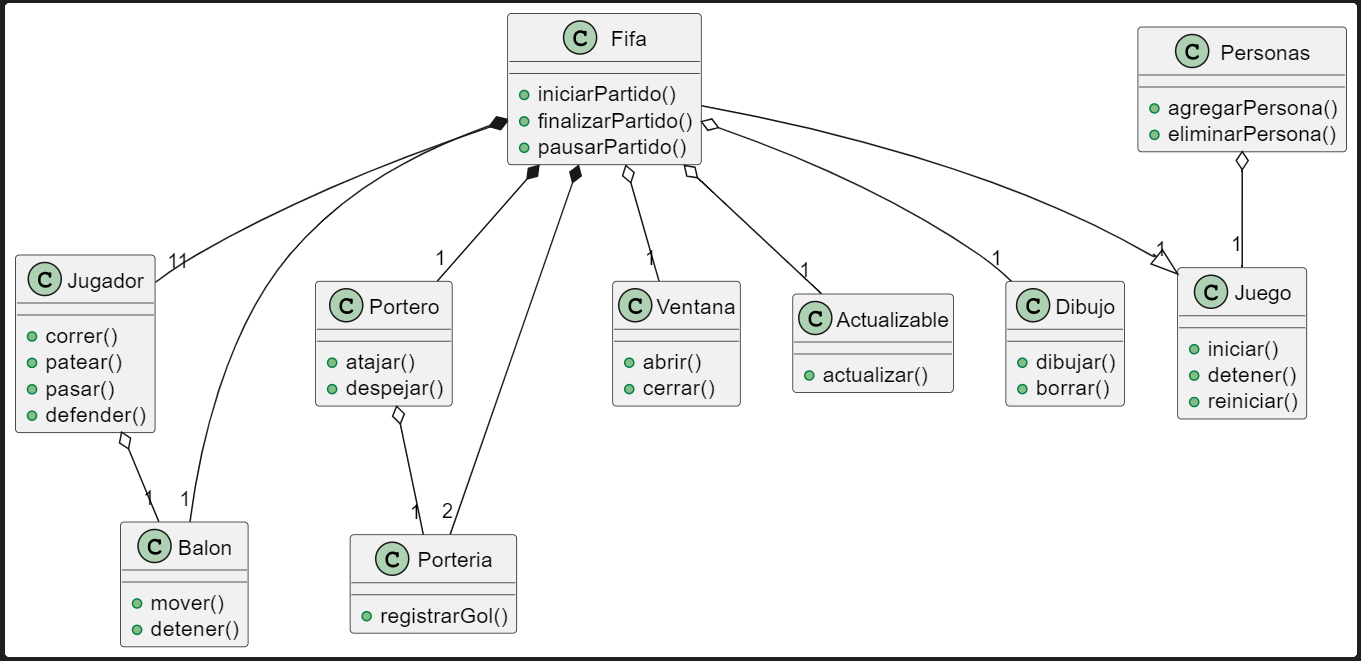 C Fifa
iniciarPartido()
finalizarPartido()
pausarPartido()
C Personas
agregarPersona()
eliminarPersona()
11
1
1
1
1
1
1
C Jugador
correr()
patear()
pasar()
defender()
C Portero
atajar()
despejar()
C Ventana
abrir()
cerrar()
C Actualizable
actualizar()
C Dibujo
dibujar()
borrar()
C Juego
iniciar()
detener()
reiniciar()
1
1
1
2
C Balon
mover()
detener()
C Porteria
registrarGol()